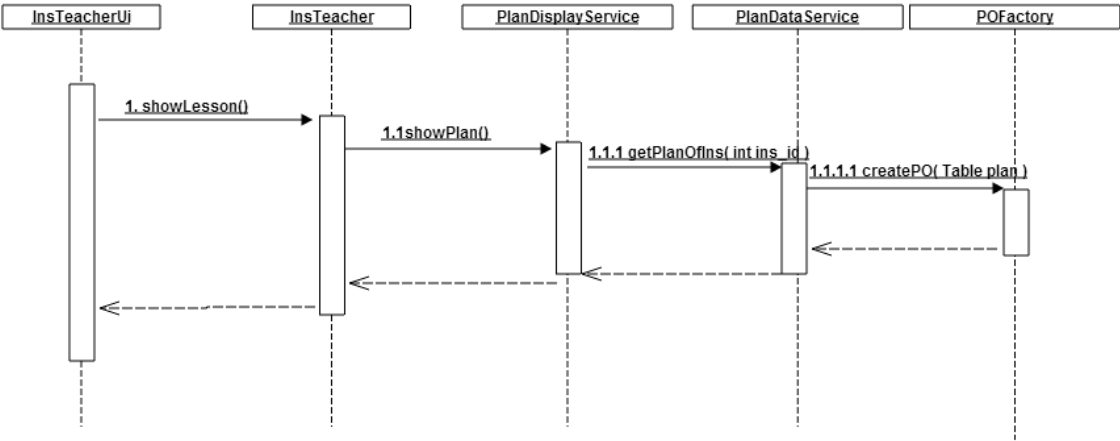 InsTeacherUi
InsTeacher
PlanDisplayService
PlanDataService
POFactory
1. showLesson()
1.1showPlan()
1.1.1 getPlanOfIns( int ins_id )
1.1.1.1 createPO( Table plan )